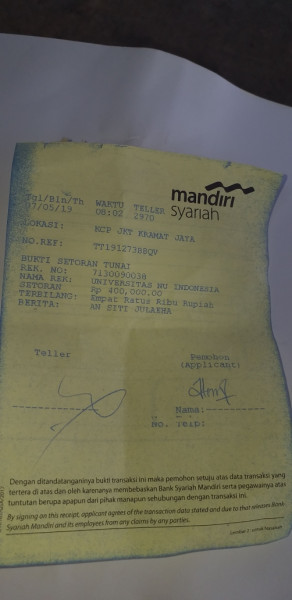 mandiri
syariah
Tgl/Bln/Th WAKTU TELLER
07/05/19 08:02 2970
LOKASI: KCP JKT KRAMAT JAYA
NO.REF: TT19127388QV
BUKTI SETORAN TUNAI
REK. NO: 7130090038
NAMA REK: UNIVERSITAS NU INDONESIA
SETORAN Rp 400,000.00
TERBILANG: Empat Ratus Ribu Rupiah
BERITA: AN SITI JULAEHA
Teller Pemohon
(Applicant)
Nama:
No. Telp:
Dengan ditandatanganinya bukti transaksi ini maka pemohon setuju atas data transaksi yang
tertera di atas dan oleh karenanya membebaskan Bank Syariah Mandiri serta pegawainya atas
tuntutan berupa apapun dari pihak manapun sehubungan dengan transaksi ini.
By signing on this receipt, applicant agrees of the transaction data stated and due to that releases Bank
Syariah Mandiri and its employees from any claims by any parties.